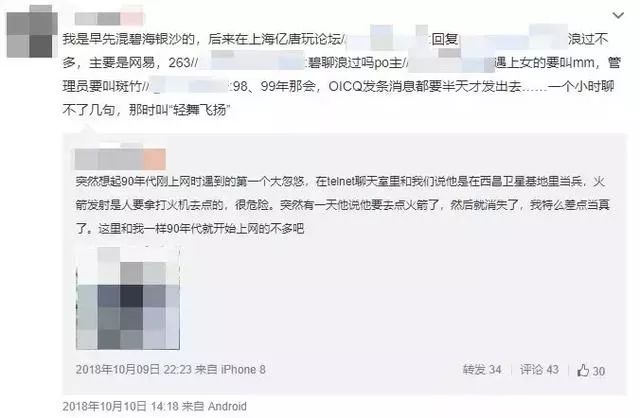 我是早先混碧海银沙的，后来在上海亿唐玩论坛//:回复浪过不
多，主要是网易，263//:碧聊浪过吗po主//遇上女的要叫mm，管
理员要叫斑竹//:98、99年那会，OICQ发条消息都要半天才发出去……一个小时聊
不了几句，那时叫“轻舞飞扬”
突然想起90年代刚上网时遇到的第一个大忽悠，在telnet聊天室里和我们说他是在西昌卫星基地里当兵，火
箭发射是人要拿打火机去点的，很危险。突然有一天他说他要去点火箭了，然后就消失了，我特么差点当真
了。这里和我一样90年代就开始上网的不多吧
2018年10月09日 22:23 来自 iPhone 8
转发 34 | 评论 43 | 30
2018年10月10日 14:18 来自 Android